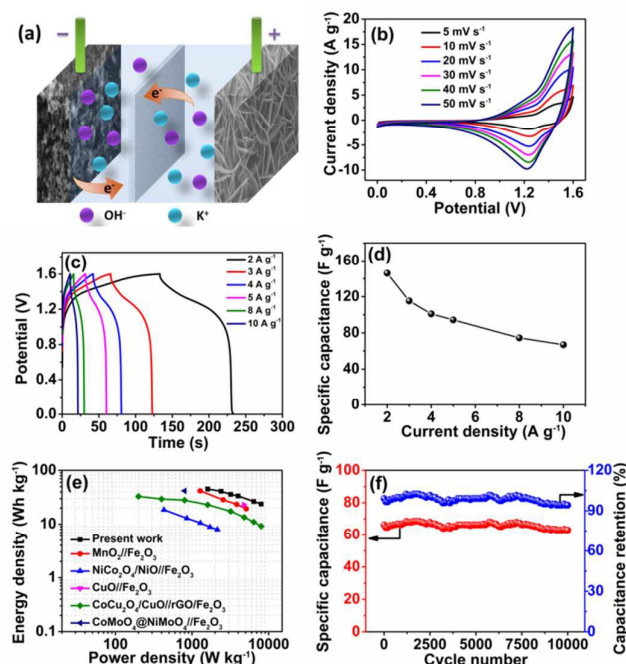 (a)
−
+
e⁻
e⁻
OH⁻
K⁺
(b)
Current density (A g⁻¹)
20
15
10
5
0
-5
-10
5 mV s⁻¹
10 mV s⁻¹
20 mV s⁻¹
30 mV s⁻¹
40 mV s⁻¹
50 mV s⁻¹
0.0 0.4 0.8 1.2 1.6
Potential (V)
(c)
Potential (V)
1.6
1.2
0.8
0.4
0.0
2 A g⁻¹
3 A g⁻¹
4 A g⁻¹
5 A g⁻¹
8 A g⁻¹
10 A g⁻¹
0 50 100 150 200 250 300
Time (s)
(d)
Specific capacitance (F g⁻¹)
160
120
80
40
0
2 4 6 8 10
Current density (A g⁻¹)
(e)
Energy density (Wh kg⁻¹)
100
10
1
0.1
Present work
MnO₂//Fe₂O₃
NiCo₂O₄/NiO//Fe₂O₃
CuO//Fe₂O₃
CoCu₂O₄/CuO//rGO/Fe₂O₃
CoMoO₄@NiMoO₄//Fe₂O₃
100 1000 10000
Power density (W kg⁻¹)
(f)
Specific capacitance (F g⁻¹)
100
80
60
40
20
0
120
90
60
30
0
Capacitance retention (%)
0 2500 5000 7500 10000
Cycle number